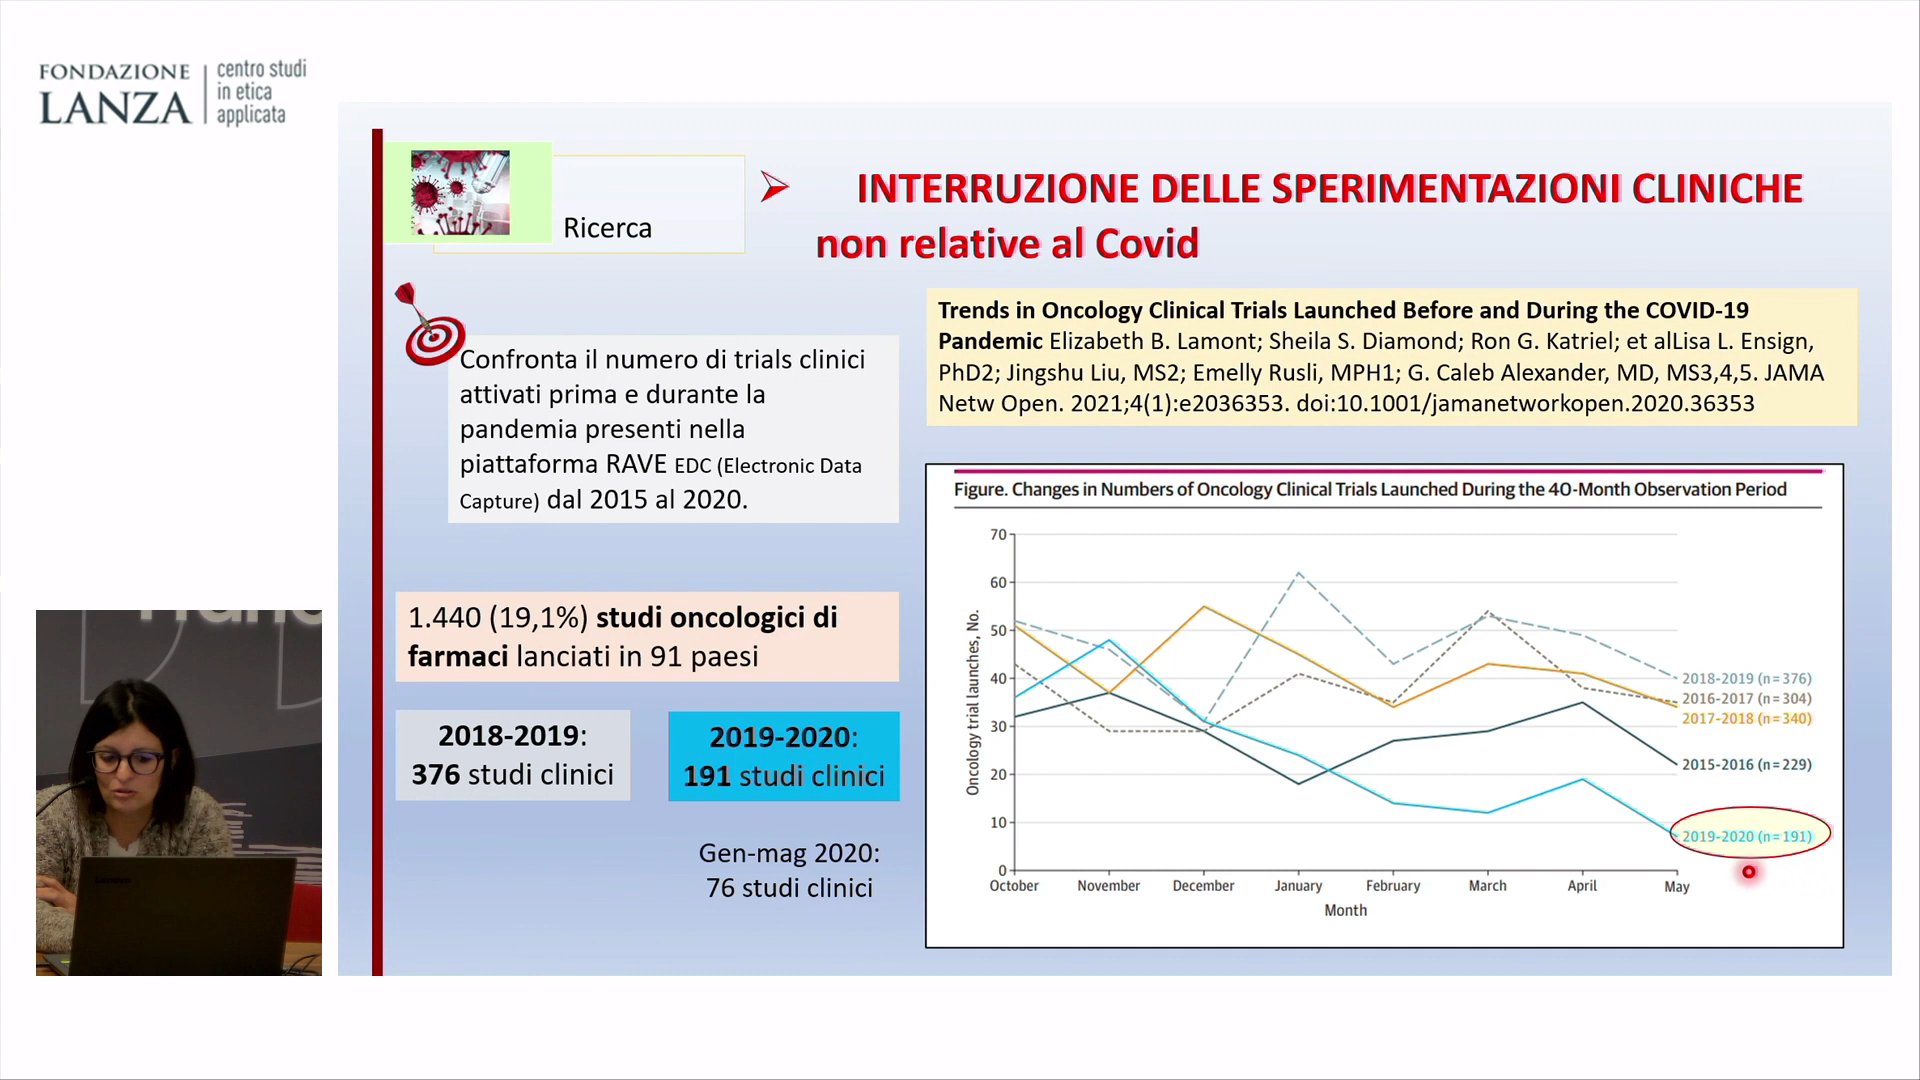 FONDAZIONE
LANZA
centro studi
in etica
applicata
Ricerca
INTERRUZIONE DELLE SPERIMENTAZIONI CLINICHE
non relative al Covid
Confronta il numero di trials clinici
attivati prima e durante la
pandemia presenti nella
piattaforma RAVE EDC (Electronic Data
Capture) dal 2015 al 2020.
1.440 (19,1%) studi oncologici di
farmaci lanciati in 91 paesi
2018-2019:
376 studi clinici
2019-2020:
191 studi clinici
Gen-mag 2020:
76 studi clinici
Trends in Oncology Clinical Trials Launched Before and During the COVID-19
Pandemic Elizabeth B. Lamont; Sheila S. Diamond; Ron G. Katriel; et alLisa L. Ensign,
PhD2; Jingshu Liu, MS2; Emelly Rusli, MPH1; G. Caleb Alexander, MD, MS3,4,5. JAMA
Netw Open. 2021;4(1):e2036353. doi:10.1001/jamanetworkopen.2020.36353
Figure. Changes in Numbers of Oncology Clinical Trials Launched During the 40-Month Observation Period
Oncology trial launches, No.
70
60
50
40
30
20
10
0
October November December January February March April May
Month
2018-2019 (n=376)
2016-2017 (n=304)
2017-2018 (n=340)
2015-2016 (n=229)
2019-2020 (n=191)
Lenovo